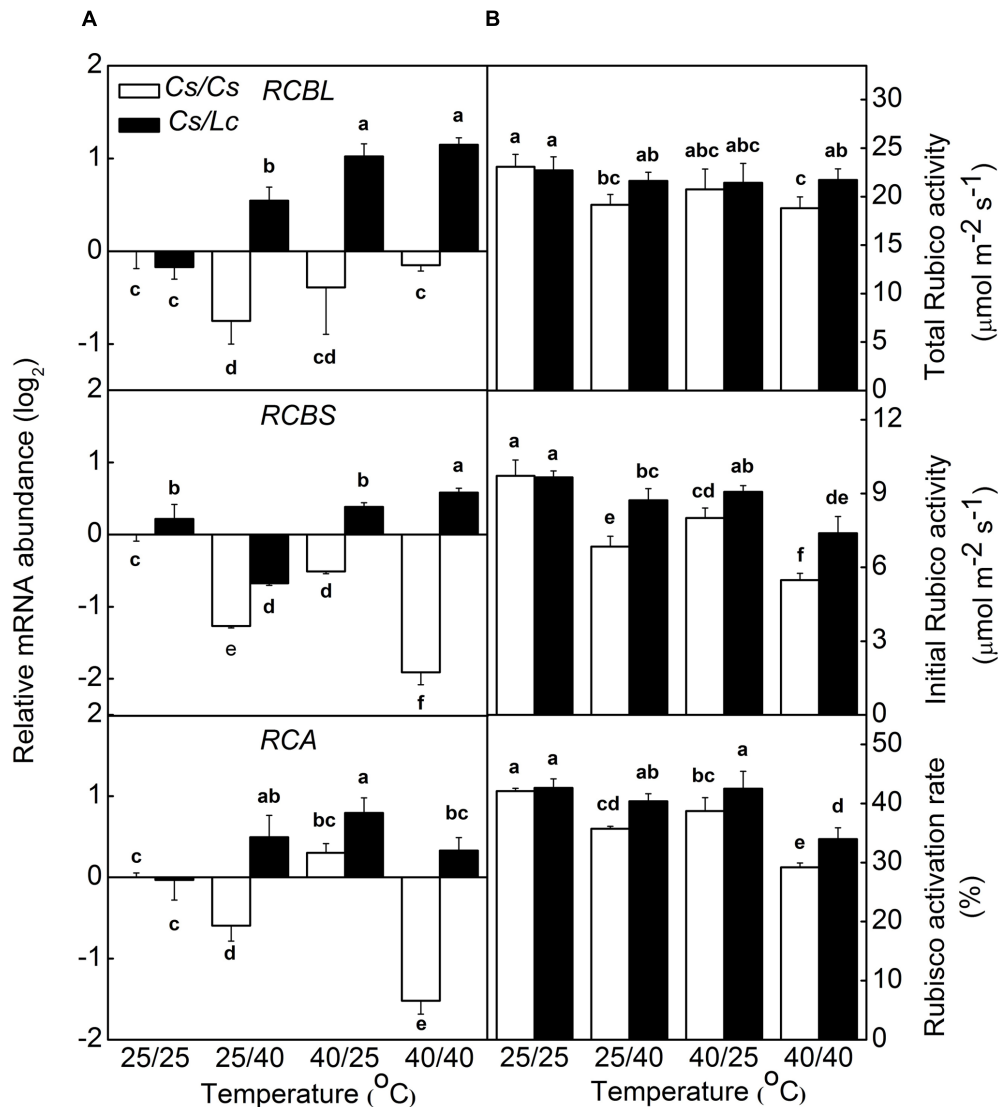 A
B
Relative mRNA abundance (log2)
2
1
0
-1
Cs/Cs
Cs/Lc
RCBL
c
c
d
b
cd
a
c
a
2
1
0
-1
-2
RCBS
c
b
e
d
d
b
f
a
2
1
0
-1
-2
RCA
c
c
d
ab
bc
a
e
bc
25/25
25/40
40/25
40/40
Temperature (°C)
a
a
bc
ab
abc
abc
c
ab
30
25
20
15
10
5
0
Total Rubico activity
(μmol m-2 s-1)
a
a
e
bc
cd
ab
f
de
12
9
6
3
0
Initial Rubico activity
(μmol m-2 s-1)
a
a
cd
ab
bc
a
e
d
50
40
30
20
10
0
Rubisco activation rate
(%)
25/25
25/40
40/25
40/40
Temperature (°C)